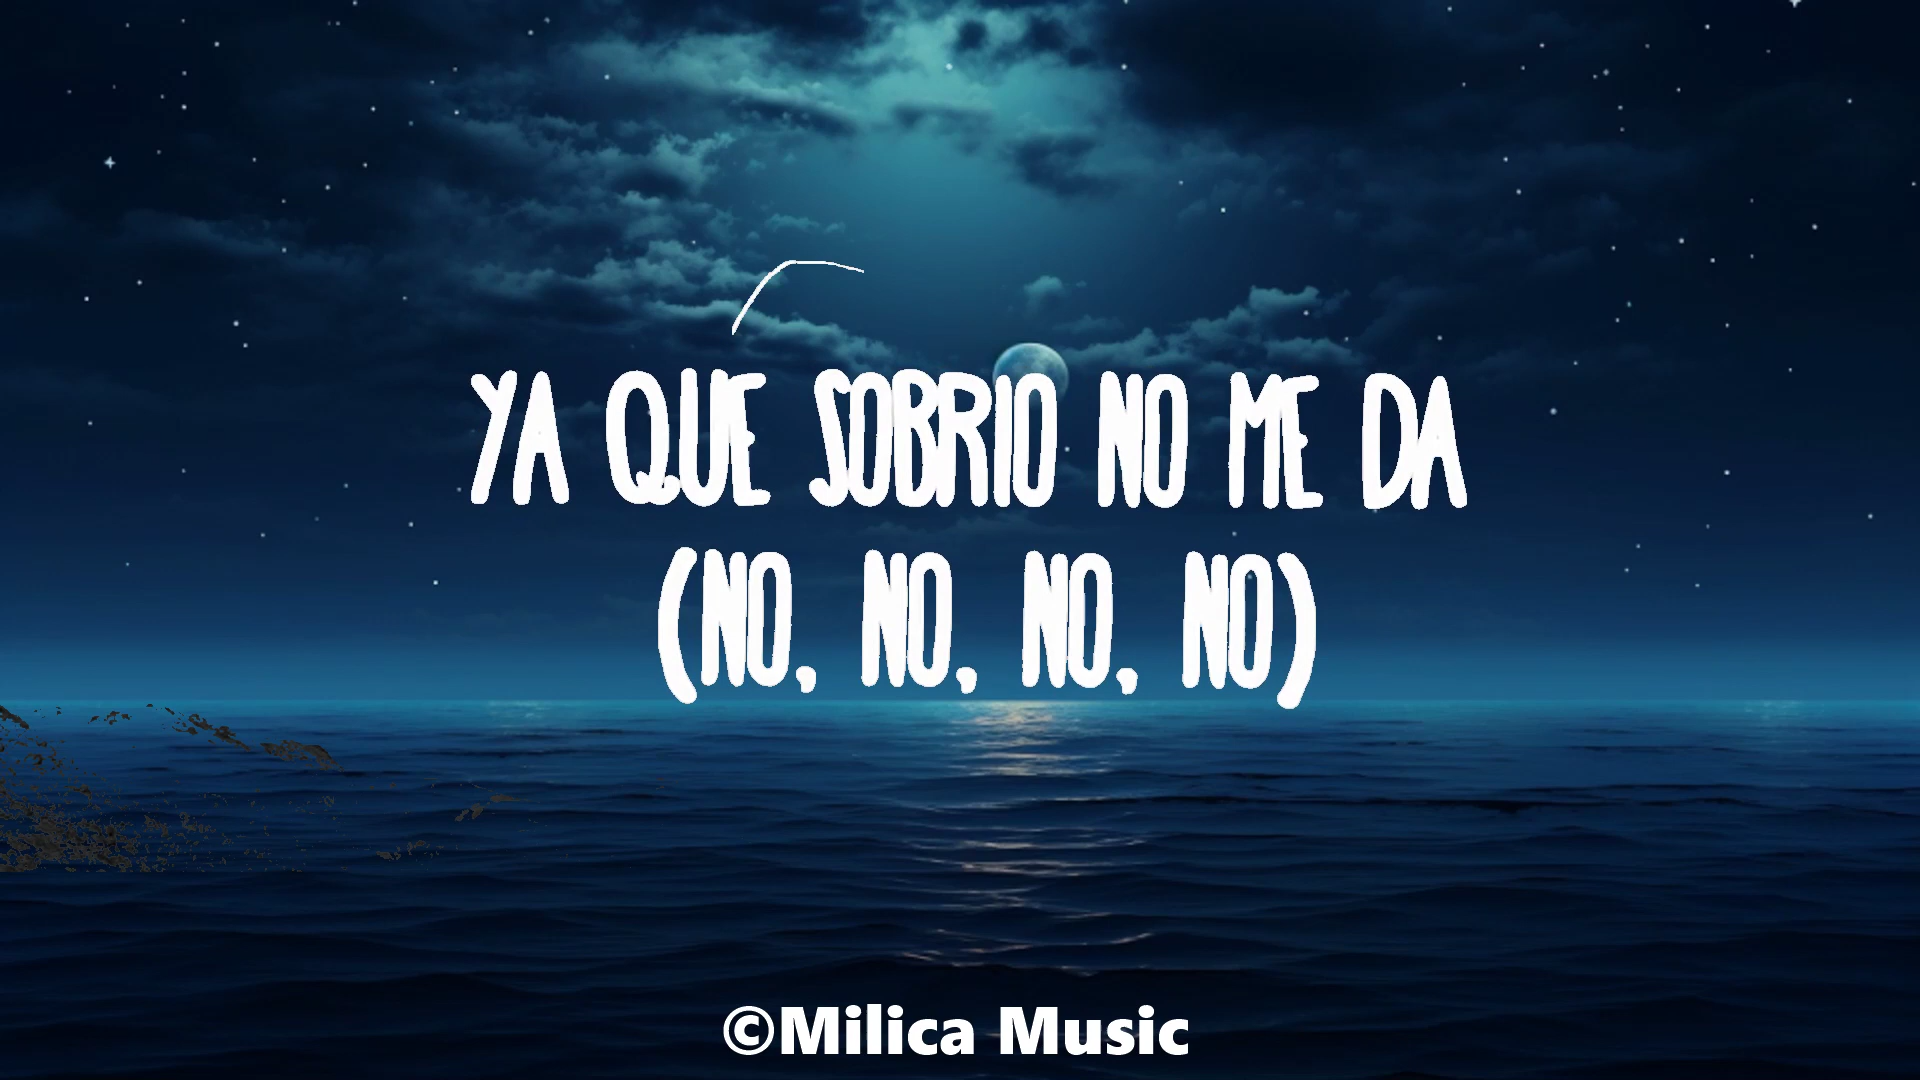 YA QUE SOBRIO NO ME DA
(NO, NO, NO, NO)
©Milica Music